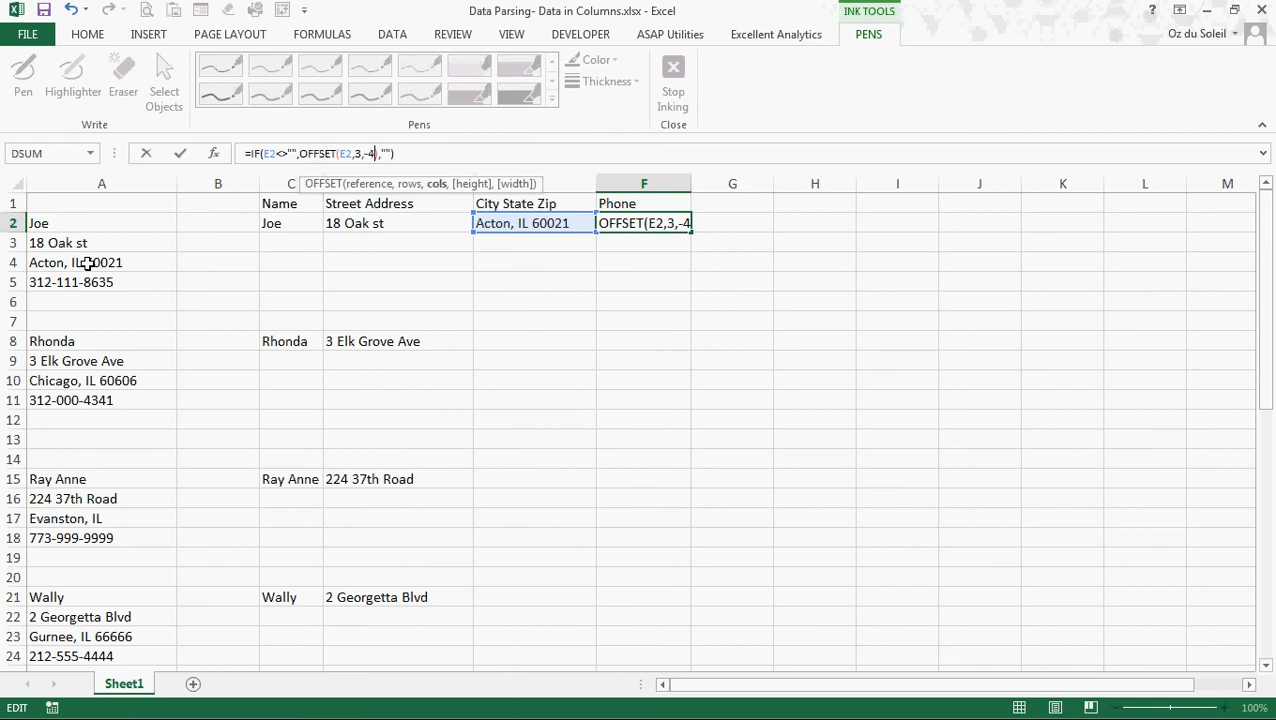 Data Parsing- Data in Columns.xlsx - Excel
INK TOOLS
FILE HOME INSERT PAGE LAYOUT FORMULAS DATA REVIEW VIEW DEVELOPER ASAP Utilities Excellent Analytics PENS Oz du Soleil
Pen Highlighter Eraser Select Objects
Color
Thickness
Stop Inking
Write Pens Close
DSUM =IF(E2<>"",OFFSET(E2,3,-4),"")
OFFSET(reference, rows, cols, [height], [width])
A B C F G H I J K L M
1 Name Street Address City State Zip Phone
2 Joe Joe 18 Oak st Acton, IL 60021 OFFSET(E2,3,-4
3 18 Oak st
4 Acton, IL 60021
5 312-111-8635
6
7
8 Rhonda Rhonda 3 Elk Grove Ave
9 3 Elk Grove Ave
10 Chicago, IL 60606
11 312-000-4341
12
13
14
15 Ray Anne Ray Anne 224 37th Road
16 224 37th Road
17 Evanston, IL
18 773-999-9999
19
20
21 Wally Wally 2 Georgetta Blvd
22 2 Georgetta Blvd
23 Gurnee, IL 66666
24 212-555-4444
Sheet1
EDIT 100%